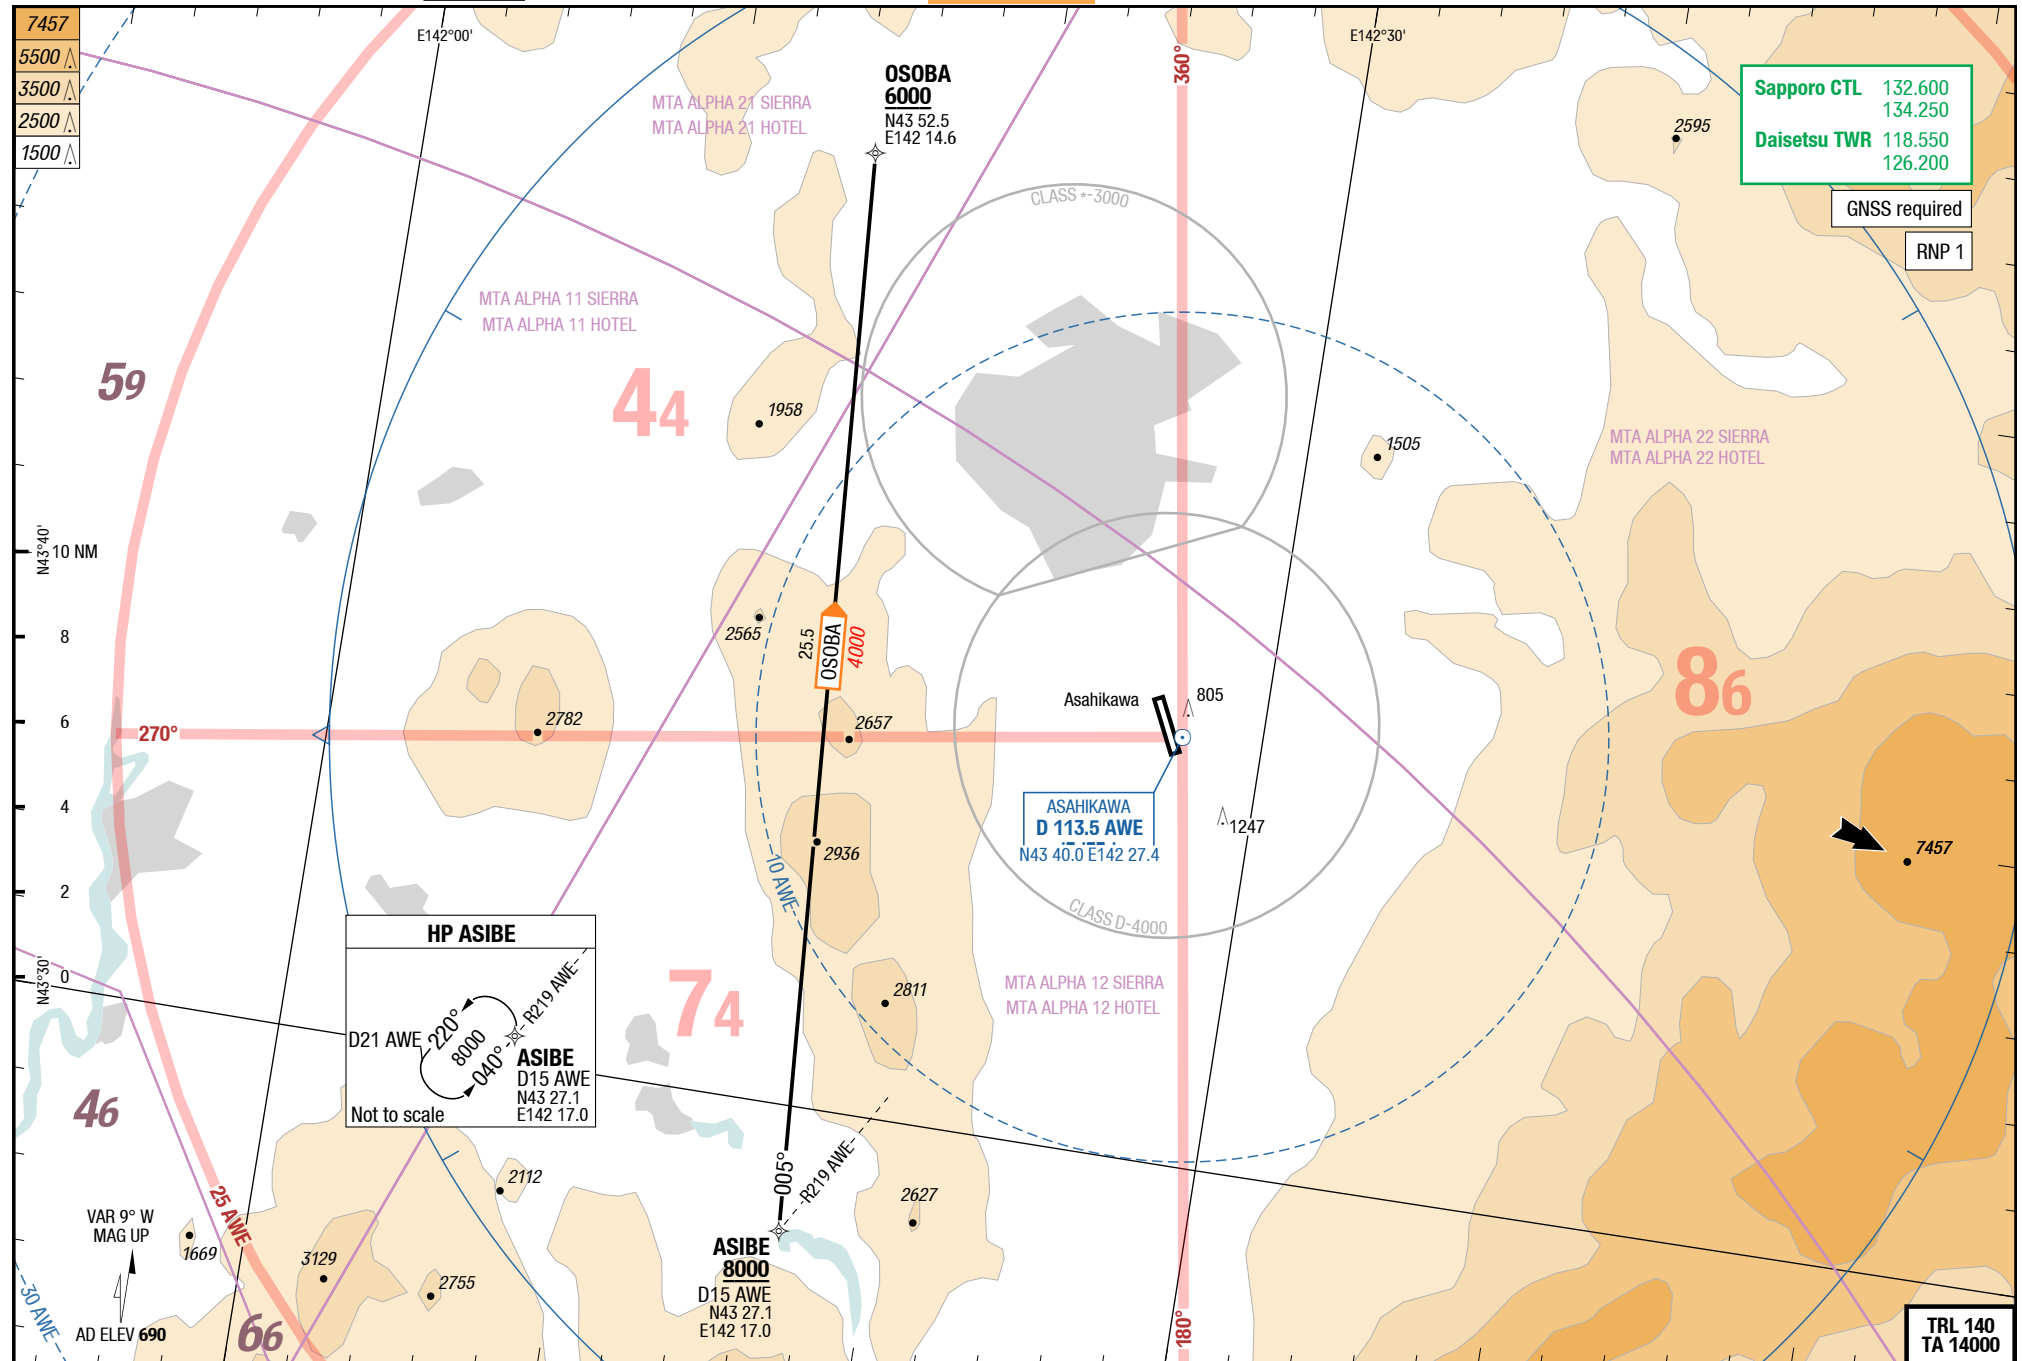 7457
5500
3500
2500
1500
E142°00'
OSOBA
6000
N43 52.5
E142 14.6
360°
E142°30'
Sapporo CTL 132.600
134.250
Daisetsu TWR 118.550
126.200
GNSS required
RNP 1
MTA ALPHA 21 SIERRA
MTA ALPHA 21 HOTEL
2595
CLASS *-3000
MTA ALPHA 11 SIERRA
MTA ALPHA 11 HOTEL
59
44
1958
1505
MTA ALPHA 22 SIERRA
MTA ALPHA 22 HOTEL
N43°40'
10 NM
8
6
4
2
0
N43°30'
2565
25.5
OSOBA
4000
86
270°
2782
2657
Asahikawa
805
ASAHIKAWA
D 113.5 AWE
N43 40.0 E142 27.4
1247
2936
10 AWE
7457
CLASS D-4000
HP ASIBE
D21 AWE
220°
8000
040°
R219 AWE
ASIBE
D15 AWE
N43 27.1
E142 17.0
Not to scale
74
2811
MTA ALPHA 12 SIERRA
MTA ALPHA 12 HOTEL
46
005°
R219 AWE
2112
2627
25 AWE
VAR 9° W
MAG UP
1669
3129
2755
ASIBE
8000
D15 AWE
N43 27.1
E142 17.0
30 AWE
AD ELEV 690
66
180°
TRL 140
TA 14000